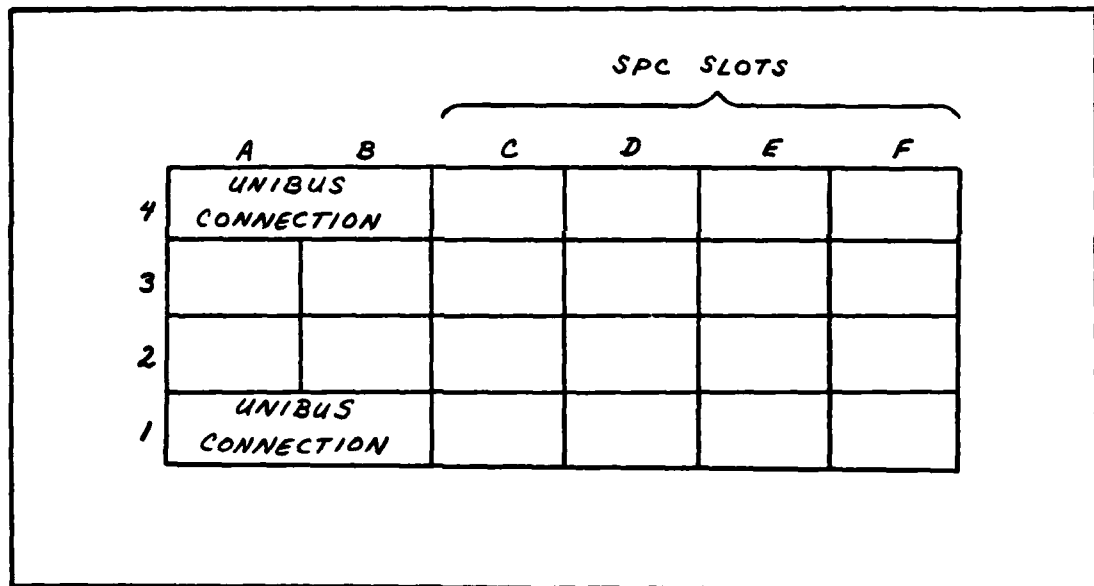 SPC SLOTS
A B C D E F
4 UNIBUS CONNECTION
3
2
1 UNIBUS CONNECTION